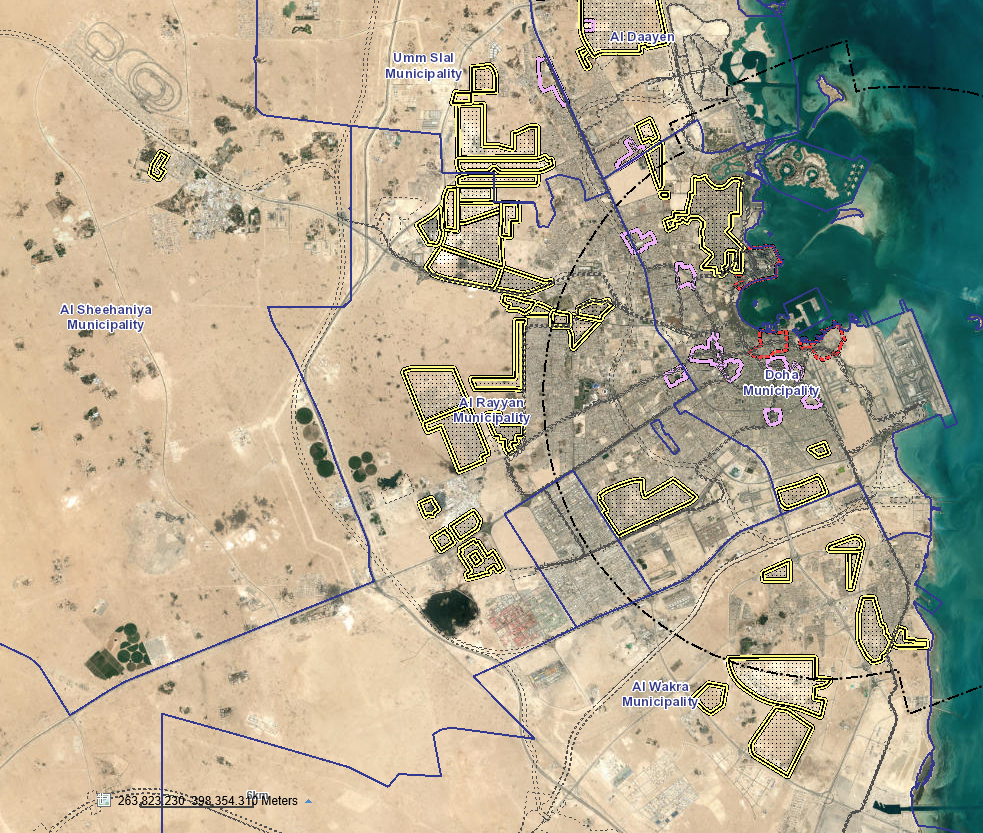 Al Daayen
Umm Slal
Municipality
Al Sheehaniya
Municipality
Doha
Municipality
Al Rayyan
Municipality
Al Wakra
Municipality
5km
263,823.230 398,354.310 Meters